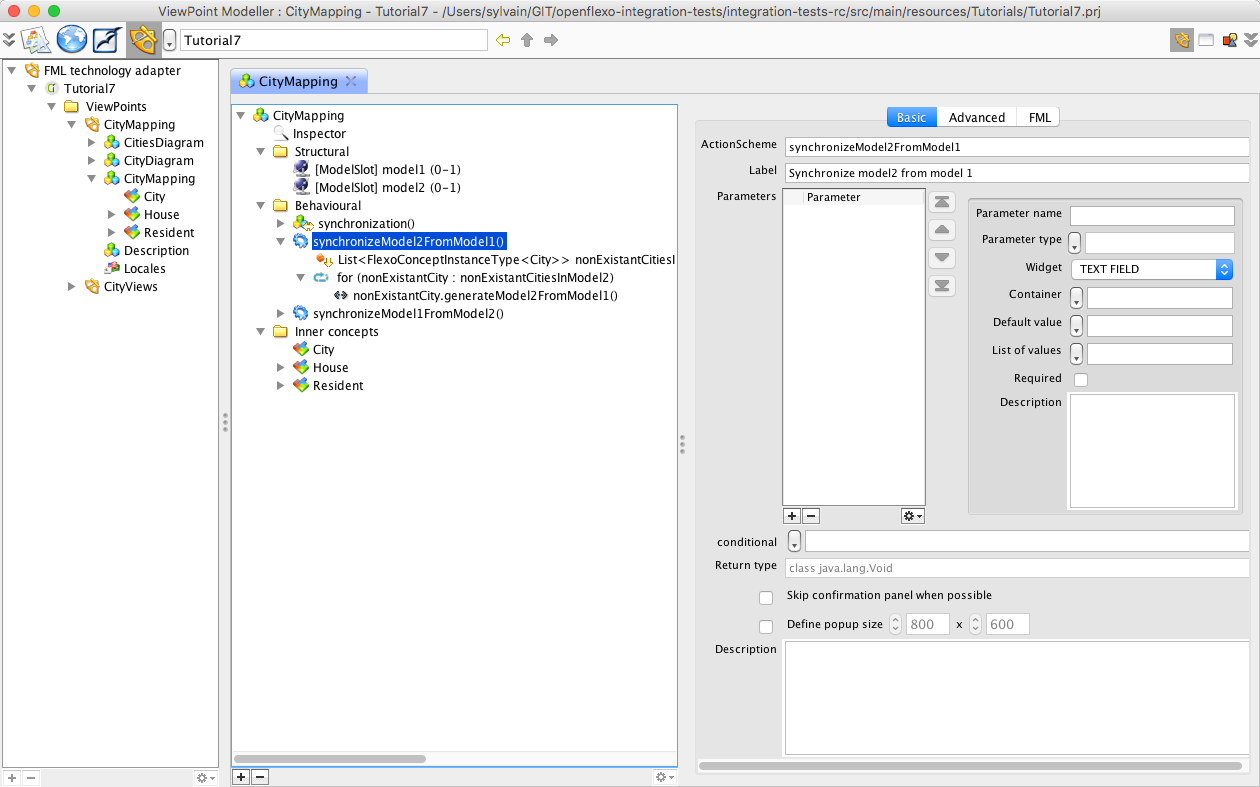 ViewPoint Modeller : CityMapping - Tutorial7 - /Users/sylvain/GIT/openflexo-integration-tests/integration-tests-rc/src/main/resources/Tutorials/Tutorial7.prj
Tutorial7
FML technology adapter
Tutorial7
ViewPoints
CityMapping
CitiesDiagram
CityDiagram
CityMapping
City
House
Resident
Description
Locales
CityViews
CityMapping
CityMapping
Inspector
Structural
[ModelSlot] model1 (0-1)
[ModelSlot] model2 (0-1)
Behavioural
synchronization()
synchronizeModel2FromModel1()
List<FlexoConceptInstanceType<City>> nonExistantCitiesI
for (nonExistantCity : nonExistantCitiesInModel2)
nonExistantCity.generateModel2FromModel1()
synchronizeModel1FromModel2()
Inner concepts
City
House
Resident
Basic Advanced FML
ActionScheme synchronizeModel2FromModel1
Label Synchronize model2 from model 1
Parameters Parameter
Parameter name
Parameter type
Widget TEXT FIELD
Container
Default value
List of values
Required
Description
conditional
Return type class java.lang.Void
Skip confirmation panel when possible
Define popup size 800 x 600
Description